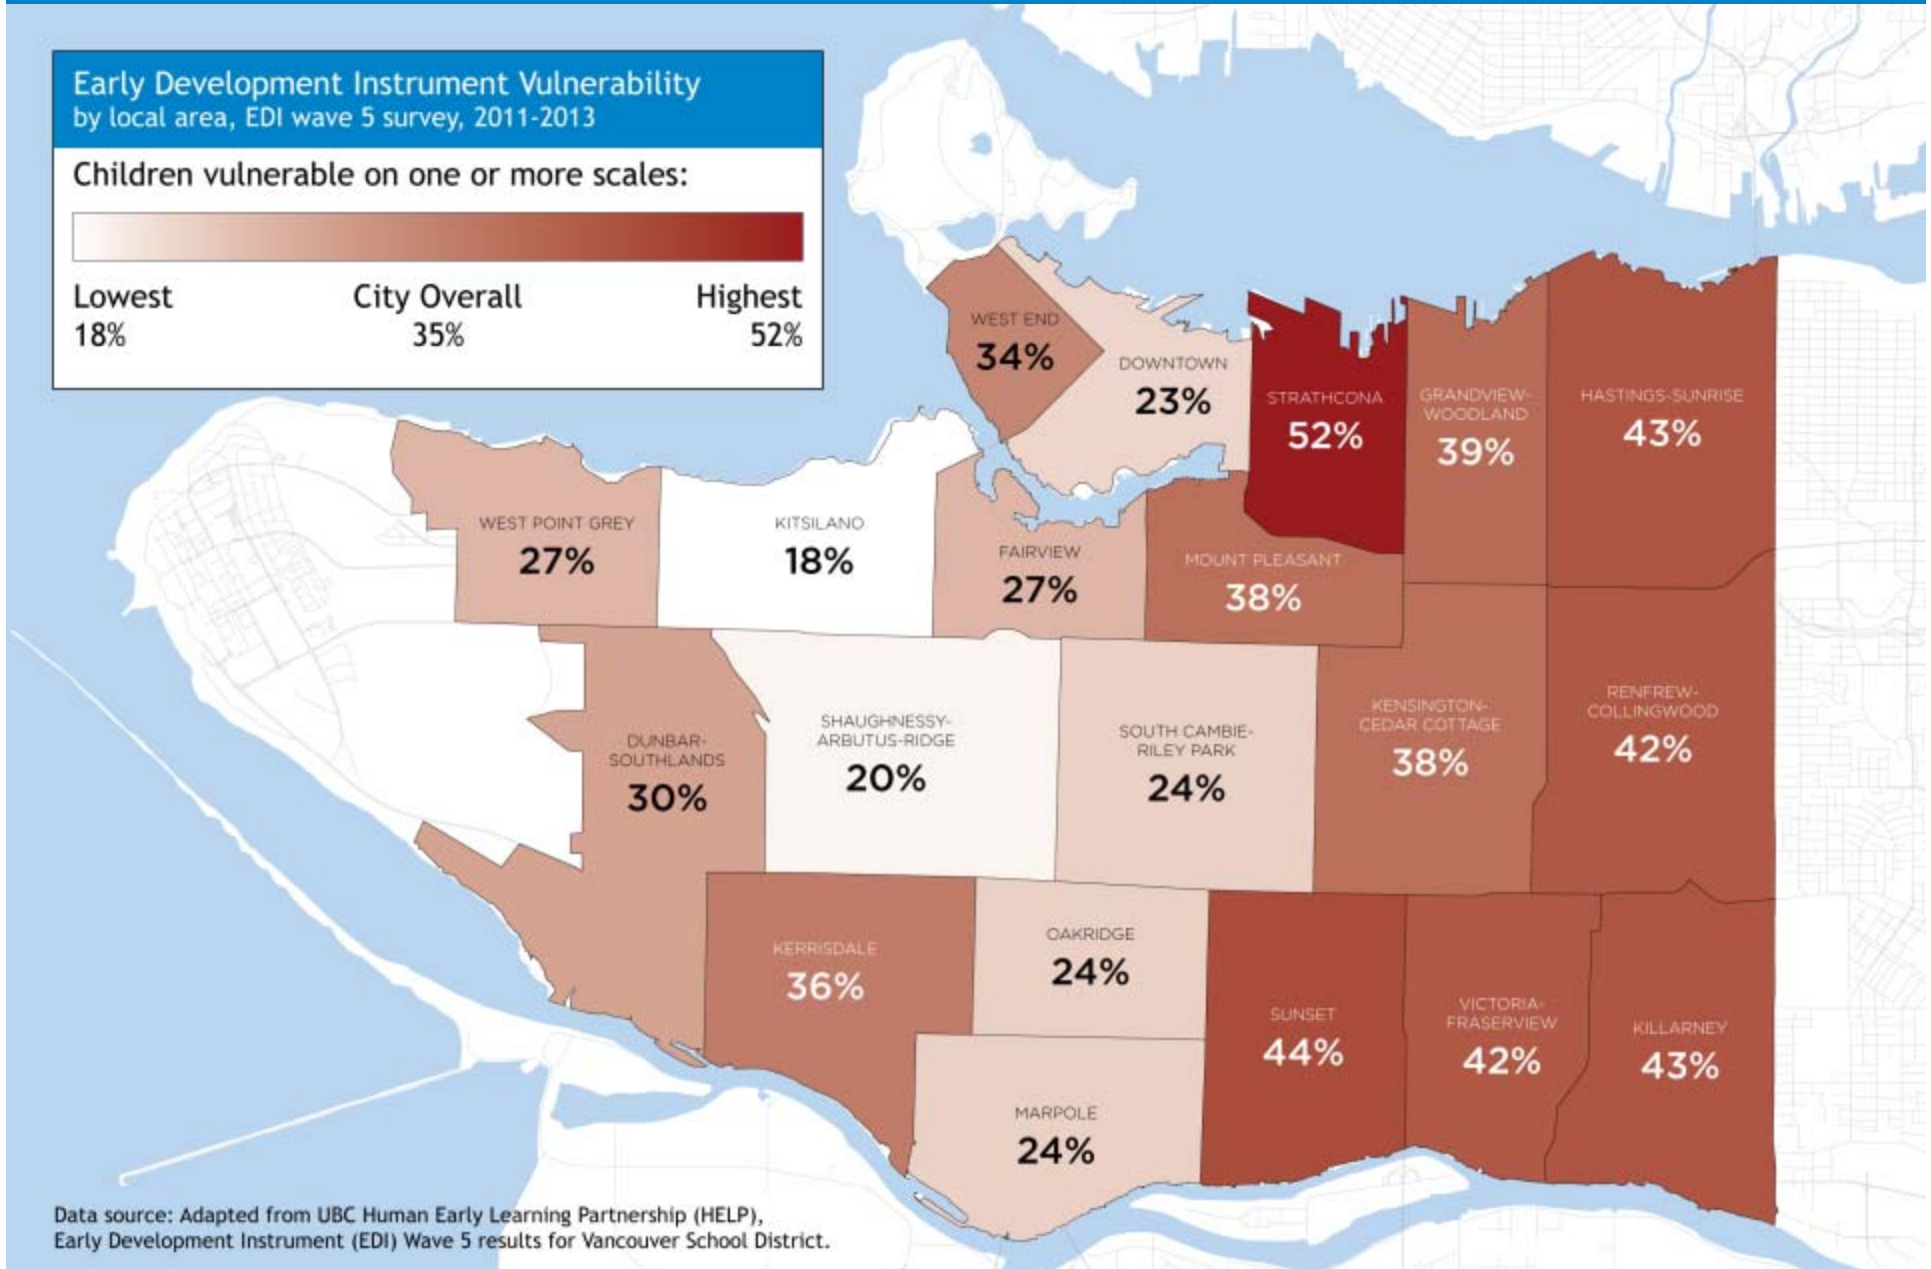 Early Development Instrument Vulnerability
by local area, EDI wave 5 survey, 2011-2013
Children vulnerable on one or more scales:
Lowest City Overall Highest
18% 35% 52%
WEST END
34%
DOWNTOWN
23%
STRATHCONA
52%
GRANDVIEW-
WOODLAND
39%
HASTINGS-SUNRISE
43%
WEST POINT GREY
27%
KITSILANO
18%
FAIRVIEW
27%
MOUNT PLEASANT
38%
DUNBAR-
SOUTHLANDS
30%
SHAUGHNESSY-
ARBUTUS-RIDGE
20%
SOUTH CAMBIE-
RILEY PARK
24%
KENSINGTON-
CEDAR COTTAGE
38%
RENFREW-
COLLINGWOOD
42%
KERRISDALE
36%
OAKRIDGE
24%
MARPOLE
24%
SUNSET
44%
VICTORIA-
FRASERVIEW
42%
KILLARNEY
43%
Data source: Adapted from UBC Human Early Learning Partnership (HELP),
Early Development Instrument (EDI) Wave 5 results for Vancouver School District.